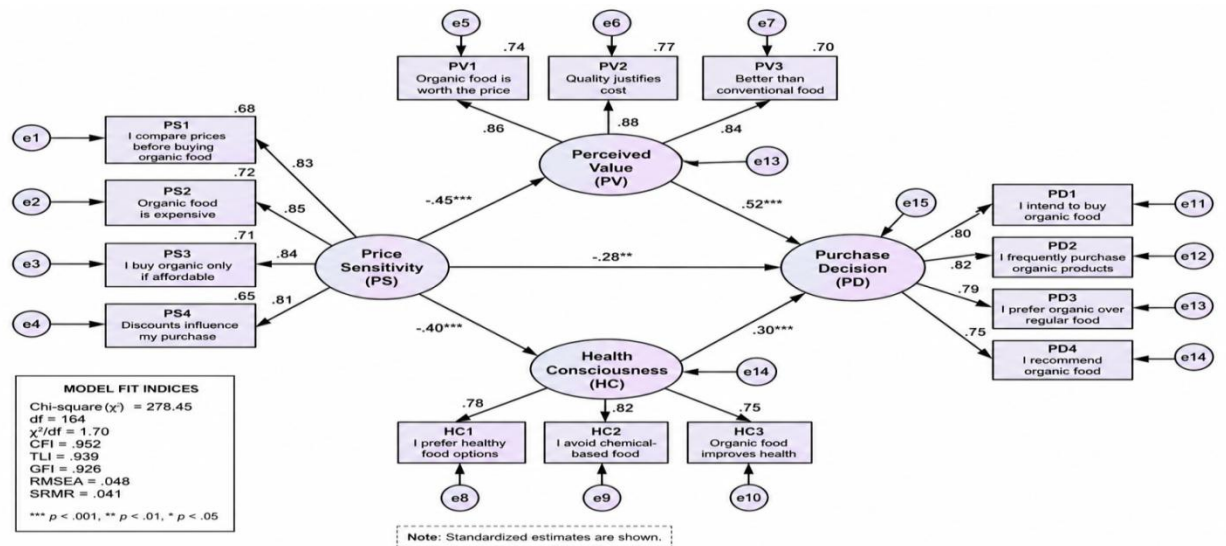 e5
e6
e7
.74
.77
.70
PV1
Organic food is
worth the price
PV2
Quality justifies
cost
PV3
Better than
conventional food
.86
.88
.84
e1
.68
PS1
I compare prices
before buying
organic food
.83
e2
.72
PS2
Organic food
is expensive
.85
e3
.71
PS3
I buy organic only
if affordable
.84
e4
.65
PS4
Discounts influence
my purchase
.81
Price
Sensitivity
(PS)
Perceived
Value
(PV)
e13
-.45***
.52***
-.28**
-.40***
.30***
e15
Purchase
Decision
(PD)
.80
PD1
I intend to buy
organic food
e11
.82
PD2
I frequently purchase
organic products
e12
.79
PD3
I prefer organic over
regular food
e13
.75
PD4
I recommend
organic food
e14
Health
Consciousness
(HC)
e14
.78
.82
.75
HC1
I prefer healthy
food options
HC2
I avoid chemical-
based food
HC3
Organic food
improves health
e8
e9
e10
MODEL FIT INDICES
Chi-square (χ²) = 278.45
df = 164
χ²/df = 1.70
CFI = .952
TLI = .939
GFI = .926
RMSEA = .048
SRMR = .041
*** p < .001, ** p < .01, * p < .05
Note: Standardized estimates are shown.